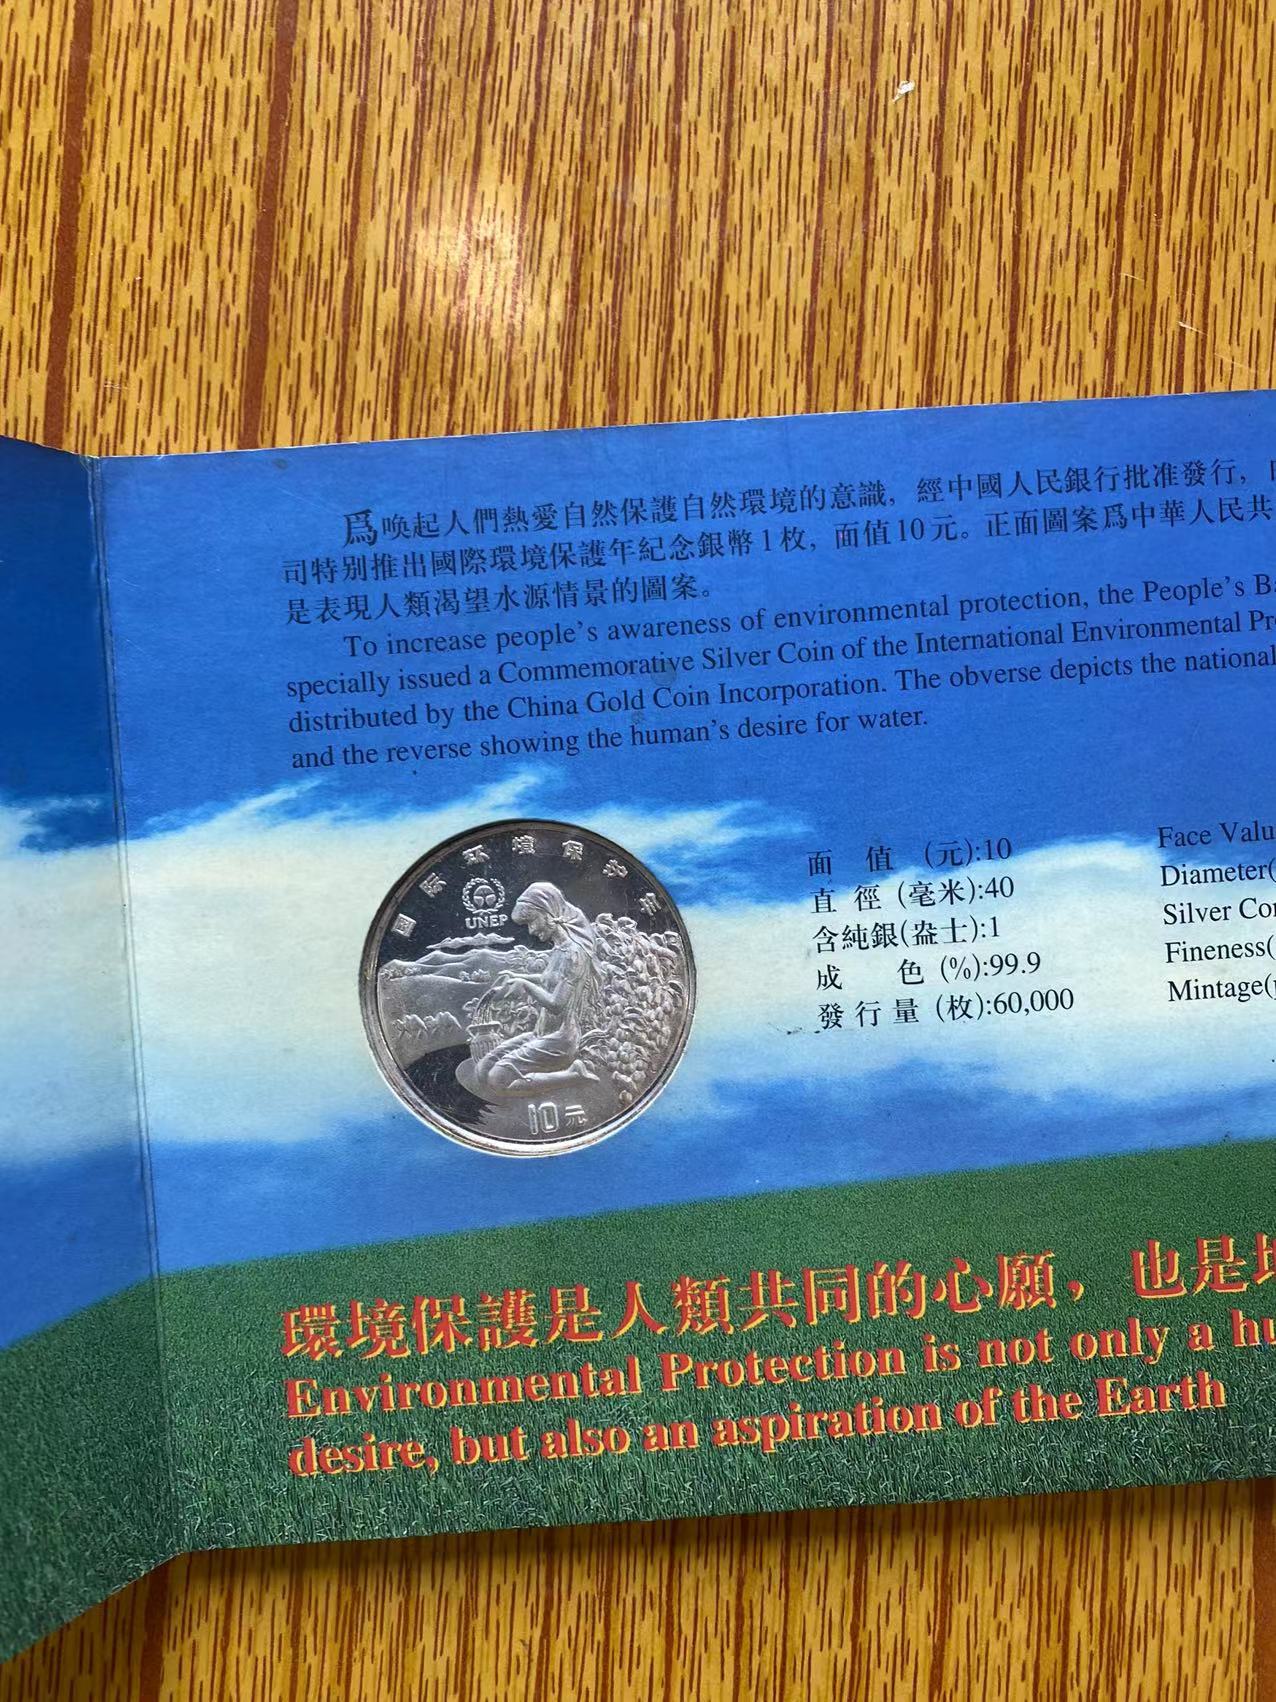 爲喚起人們熱愛自然保護自然環境的意識，經中國人民銀行批准發行，
司特别推出國際環境保護年紀念銀幣1枚，面值10元。正面圖案爲中華人民共
是表現人類渴望水源情景的圖案。
To increase people's awareness of environmental protection, the People's Ba
specially issued a Commemorative Silver Coin of the International Environmental Pro
distributed by the China Gold Coin Incorporation. The obverse depicts the national
and the reverse showing the human's desire for water.
国际环境保护年
UNEP
10元
面 值 (元):10
直 徑 (毫米):40
含純銀(盎士):1
成 色 (%):99.9
發行量 (枚):60,000
Face Valu
Diameter(
Silver Con
Fineness(
Mintage(p
環境保護是人類共同的心願，也是地
Environmental Protection is not only a hu
desire, but also an aspiration of the Earth